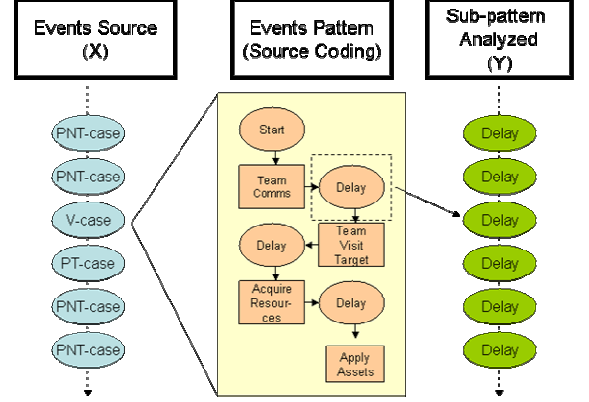 Events Source
(X)
Events Pattern
(Source Coding)
Sub-pattern
Analyzed
(Y)
PNT-case
PNT-case
V-case
PT-case
PNT-case
PNT-case
Start
Team
Comms
Delay
Delay
Team
Visit
Target
Acquire
Resour-
ces
Delay
Apply
Assets
Delay
Delay
Delay
Delay
Delay
Delay